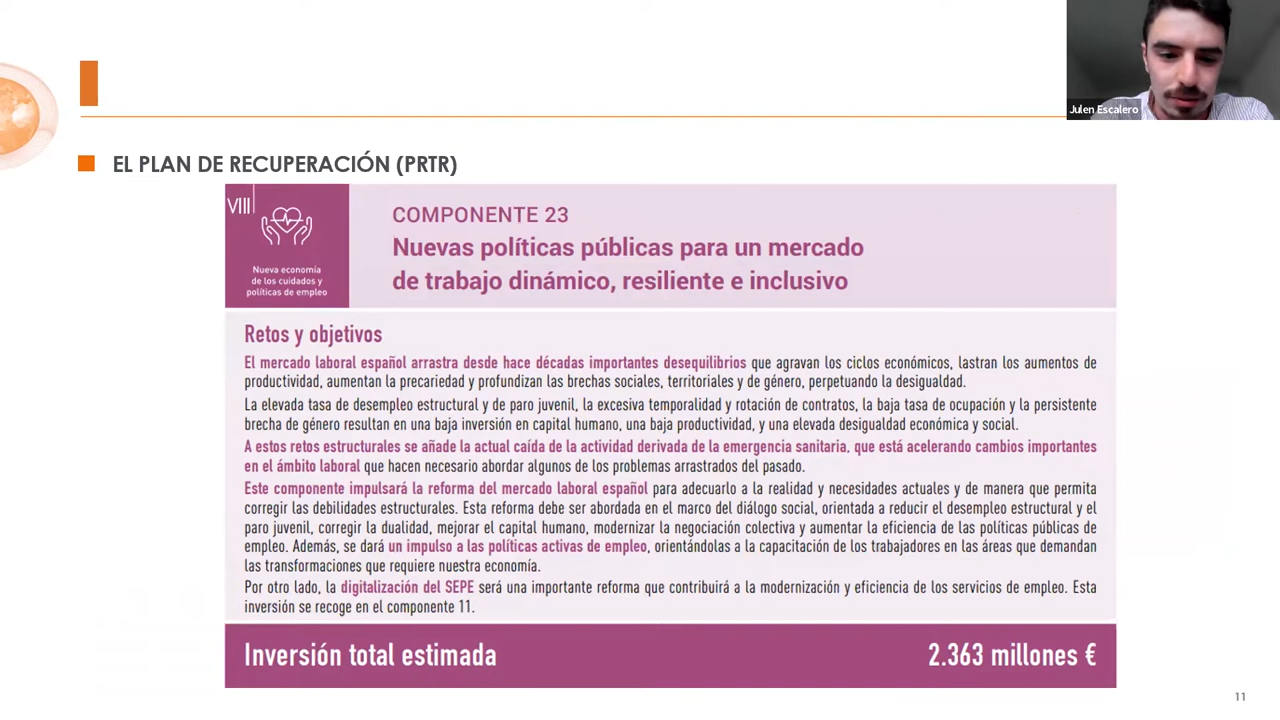 Julen Escalero
EL PLAN DE RECUPERACIÓN (PRTR)
VIII
Nueva economía
de los cuidados y
políticas de empleo
COMPONENTE 23
Nuevas políticas públicas para un mercado
de trabajo dinámico, resiliente e inclusivo
Retos y objetivos
El mercado laboral español arrastra desde hace décadas importantes desequilibrios que agravan los ciclos económicos, lastran los aumentos de
productividad, aumentan la precariedad y profundizan las brechas sociales, territoriales y de género, perpetuando la desigualdad.
La elevada tasa de desempleo estructural y de paro juvenil, la excesiva temporalidad y rotación de contratos, la baja tasa de ocupación y la persistente
brecha de género resultan en una baja inversión en capital humano, una baja productividad, y una elevada desigualdad económica y social.
A estos retos estructurales se añade la actual caída de la actividad derivada de la emergencia sanitaria, que está acelerando cambios importantes
en el ámbito laboral que hacen necesario abordar algunos de los problemas arrastrados del pasado.
Este componente impulsará la reforma del mercado laboral español para adecuarlo a la realidad y necesidades actuales y de manera que permita
corregir las debilidades estructurales. Esta reforma debe ser abordada en el marco del diálogo social, orientada a reducir el desempleo estructural y el
paro juvenil, corregir la dualidad, mejorar el capital humano, modernizar la negociación colectiva y aumentar la eficiencia de las políticas públicas de
empleo. Además, se dará un impulso a las políticas activas de empleo, orientándolas a la capacitación de los trabajadores en las áreas que demandan
las transformaciones que requiere nuestra economía.
Por otro lado, la digitalización del SEPE será una importante reforma que contribuirá a la modernización y eficiencia de los servicios de empleo. Esta
inversión se recoge en el componente 11.
Inversión total estimada 2.363 millones €
11